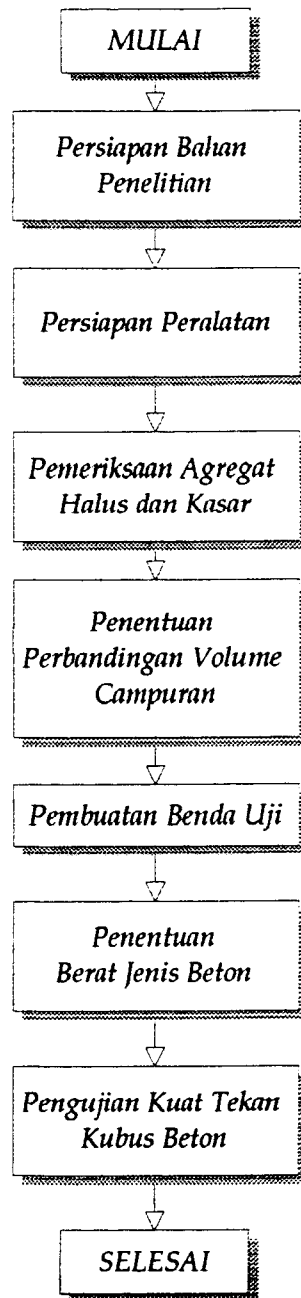 MULAI
Persiapan Bahan
Penelitian
Persiapan Peralatan
Pemeriksaan Agregat
Halus dan Kasar
Penentuan
Perbandingan Volume
Campuran
Pembuatan Benda Uji
Penentuan
Berat Jenis Beton
Pengujian Kuat Tekan
Kubus Beton
SELESAI